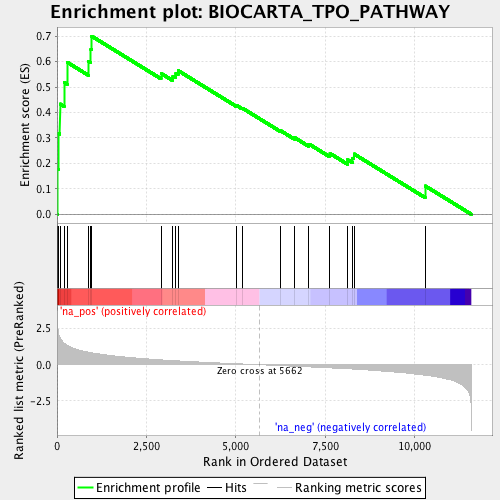 Enrichment plot: BIOCARTA_TPO_PATHWAY
Enrichment score (ES)
0.7
0.6
0.5
0.4
0.3
0.2
0.1
0.0
'na_pos' (positively correlated)
Ranked list metric (PreRanked)
2.5
0.0
-2.5
Zero cross at 5662
'na_neg' (negatively correlated)
0
2,500
5,000
7,500
10,000
Rank in Ordered Dataset
Enrichment profile
Hits
Ranking metric scores